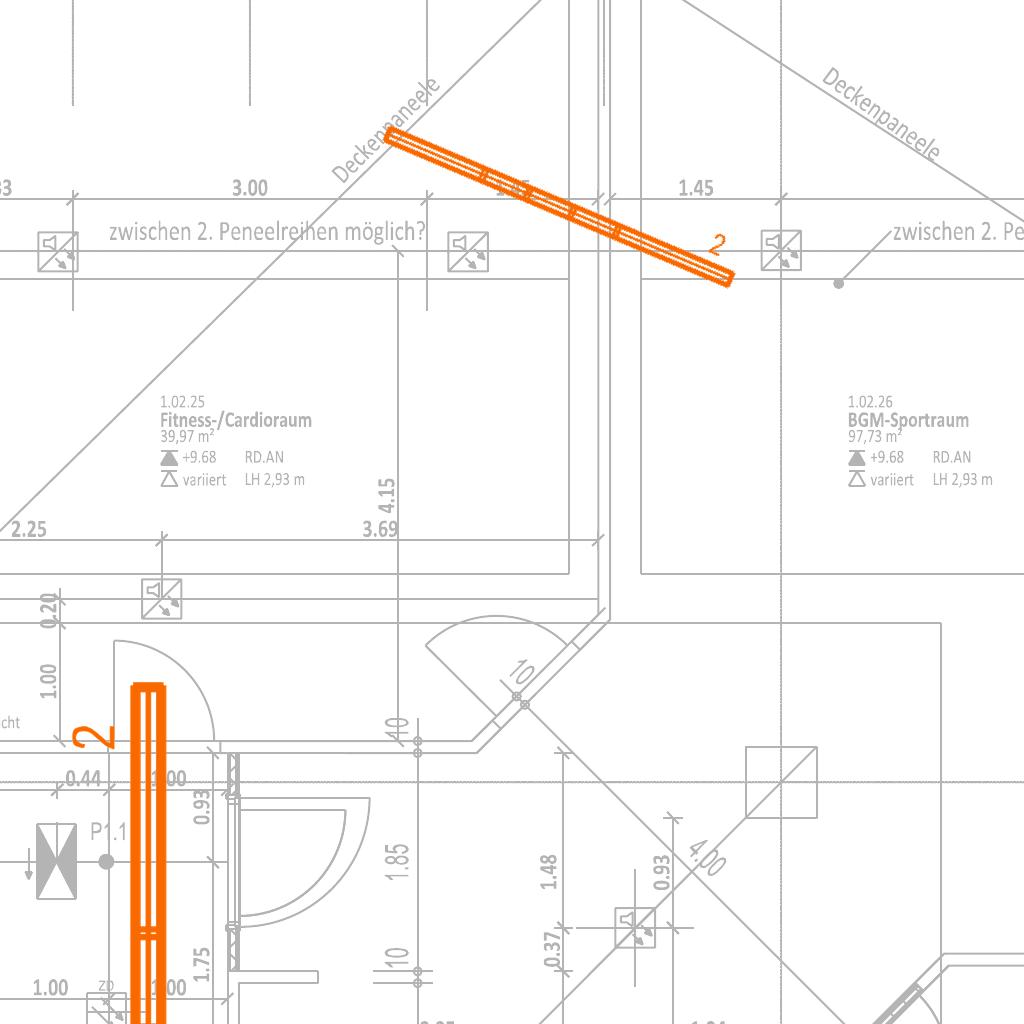 Deckenpaneele
Deckenpaneele
3.00
1.45
zwischen 2. Peneelreihen möglich?
2
zwischen 2. Pe
1.02.25
Fitness-/Cardioraum
39,97 m²
+9.68 RD.AN
variiert LH 2,93 m
1.02.26
BGM-Sportraum
97,73 m²
+9.68 RD.AN
variiert LH 2,93 m
4.15
2.25
3.69
0.20
1.00
10
cht
2
10
0.44
1.00
0.93
P1.1
1.85
1.48
0.93
4.00
0.37
1.75
10
1.00
ZD
1.00